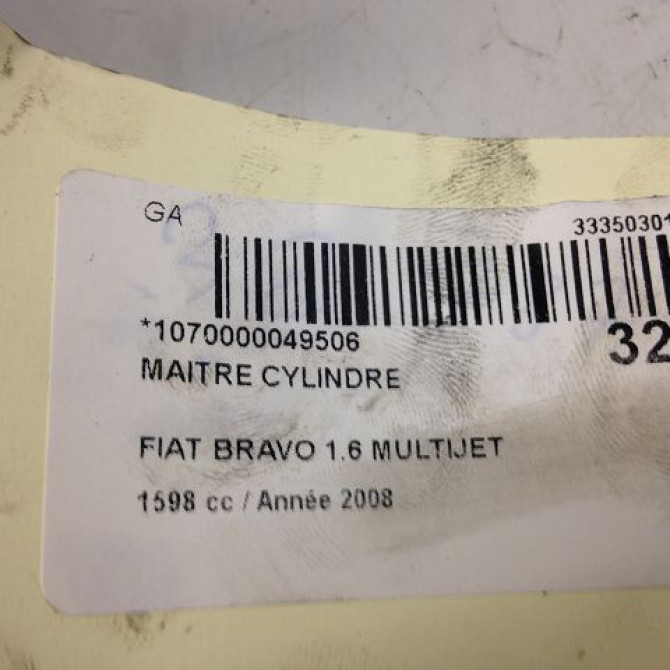 GA
33350301
*1070000049506
32
MAITRE CYLINDRE
FIAT BRAVO 1.6 MULTIJET
1598 cc / Année 2008